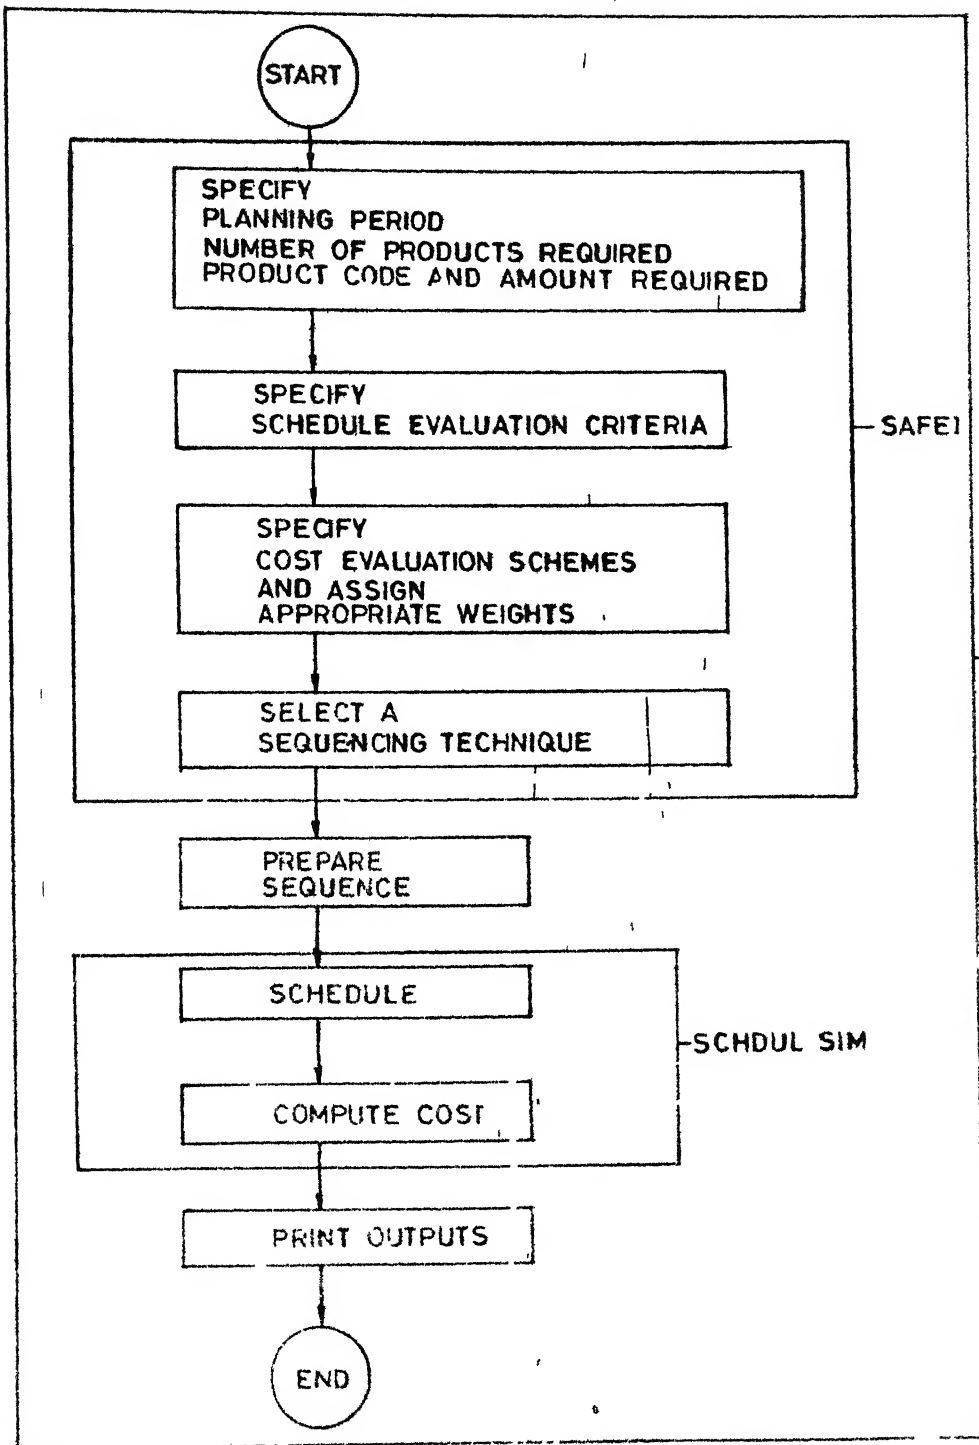 START
SPECIFY
PLANNING PERIOD
NUMBER OF PRODUCTS REQUIRED
PRODUCT CODE AND AMOUNT REQUIRED
SPECIFY
SCHEDULE EVALUATION CRITERIA
SAFE1
SPECIFY
COST EVALUATION SCHEMES
AND ASSIGN
APPROPRIATE WEIGHTS
SELECT A
SEQUENCING TECHNIQUE
PREPARE
SEQUENCE
SCHEDULE
SCHDUL SIM
COMPUTE COST
PRINT OUTPUTS
END